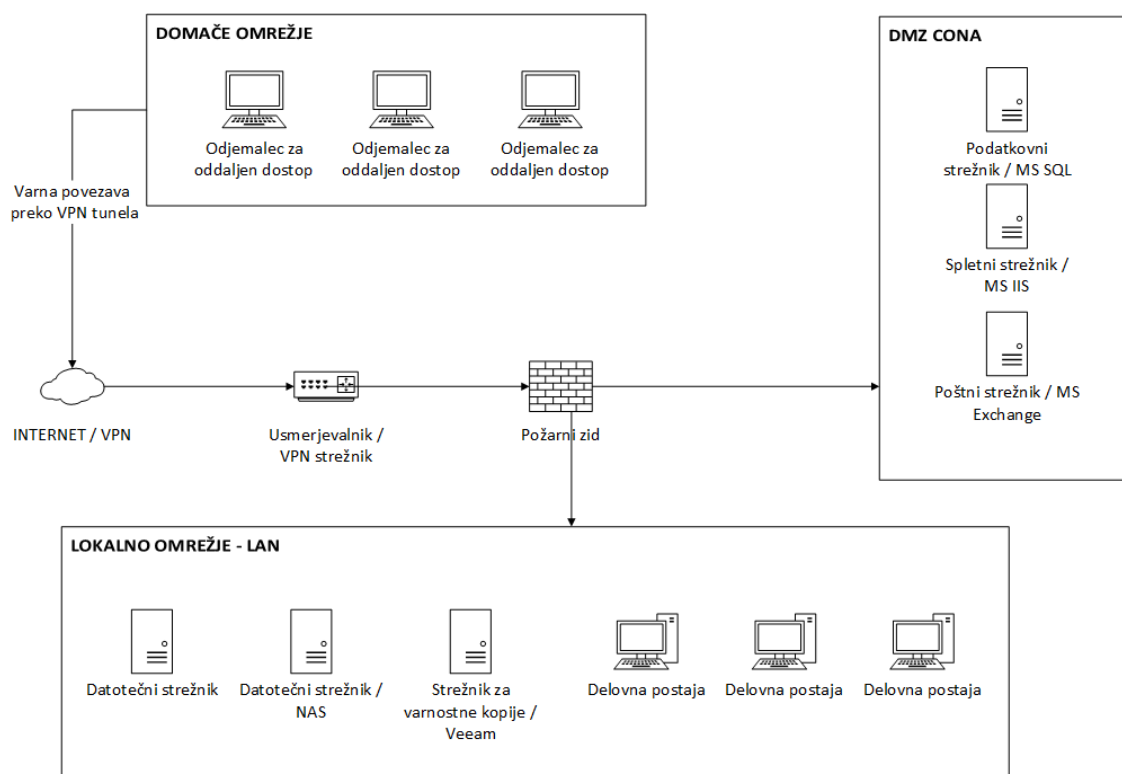 DOMAČE OMREŽJE
Odjemalec za
oddaljen dostop
Odjemalec za
oddaljen dostop
Odjemalec za
oddaljen dostop
DMZ CONA
Podatkovni
strežnik / MS SQL
Spletni strežnik /
MS IIS
Poštni strežnik / MS
Exchange
Varna povezava
preko VPN tunela
INTERNET / VPN
Usmerjevalnik /
VPN strežnik
Požarni zid
LOKALNO OMREŽJE - LAN
Datotečni strežnik
Datotečni strežnik /
NAS
Strežnik za
varnostne kopije /
Veeam
Delovna postaja
Delovna postaja
Delovna postaja